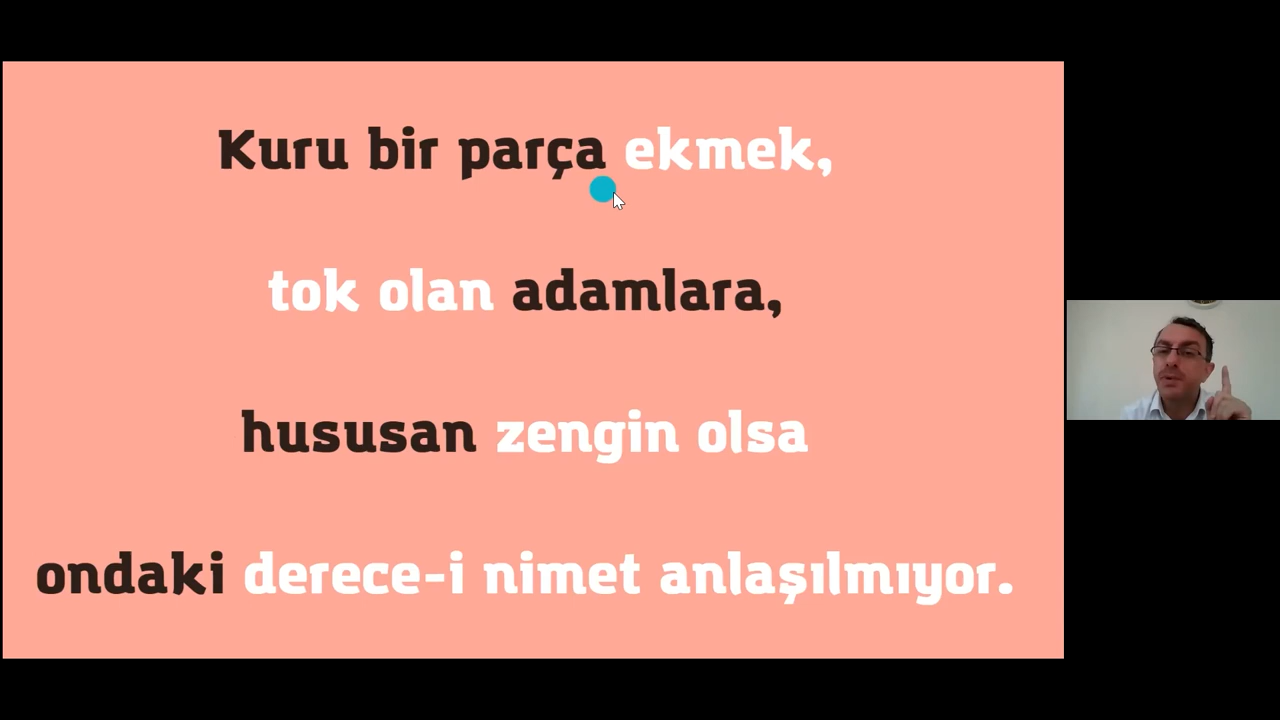 Kuru bir parça ekmek,
tok olan adamlara,
hususan zengin olsa
ondaki derece-i nimet anlaşılmıyor.